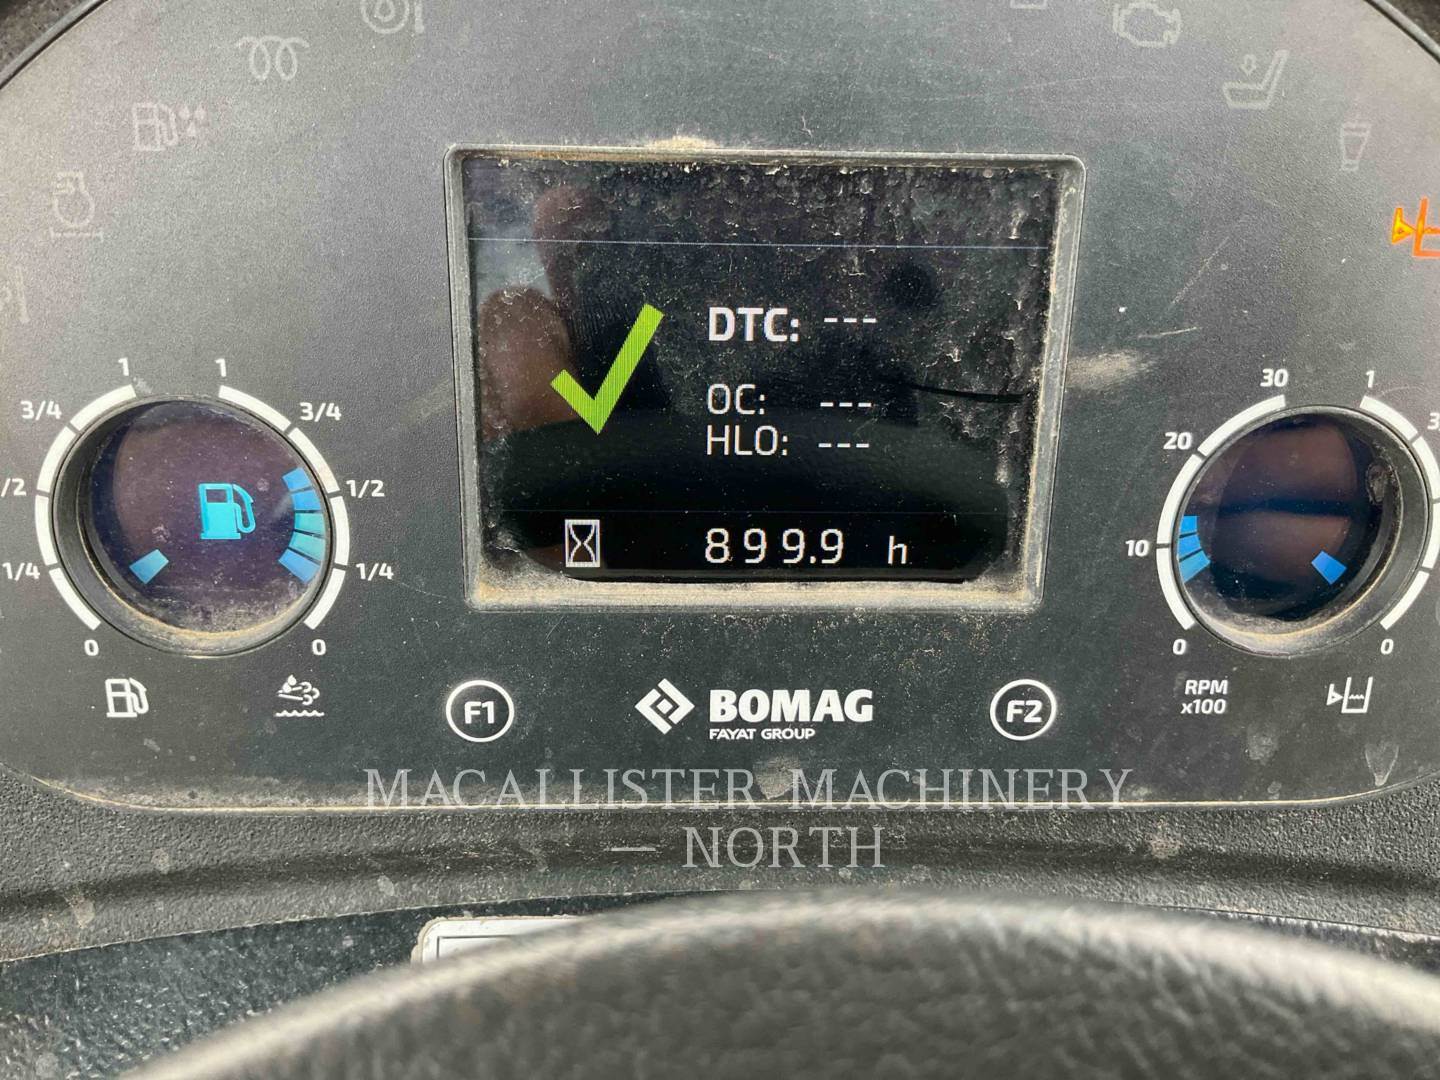 DTC: ---
OC: ---
HLO: ---
899.9 h
1 1
3/4 3/4
1/2 1/2
1/4 1/4
0 0
30 1
20
10
0 0
RPM
x100
F1
BOMAG
FAYAT GROUP
F2
MACALLISTER MACHINERY
— NORTH